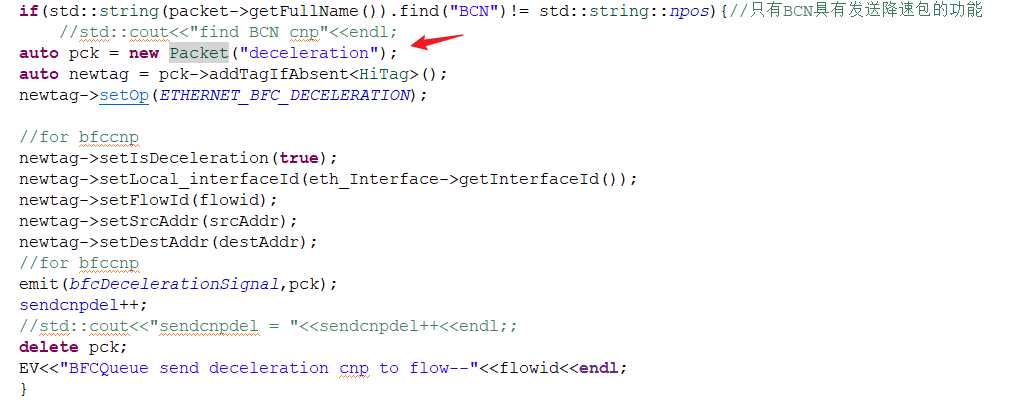 if(std::string(packet->getFullName()).find("BCN")!= std::string::npos){//只有BCN具有发送降速包的功能
    //std::cout<<"find BCN cnp"<<endl;
auto pck = new Packet("deceleration");
auto newtag = pck->addTagIfAbsent<HiTag>();
newtag->setOp(ETHERNET_BFC_DECELERATION);

//for bfccnp
newtag->setIsDeceleration(true);
newtag->setLocal_interfaceId(eth_Interface->getInterfaceId());
newtag->setFlowId(flowid);
newtag->setSrcAddr(srcAddr);
newtag->setDestAddr(destAddr);
//for bfccnp
emit(bfcDecelerationSignal,pck);
sendcnpdel++;
//std::cout<<"sendcnpdel = "<<sendcnpdel++<<endl;;
delete pck;
EV<<"BFCQueue send deceleration cnp to flow--"<<flowid<<endl;
}